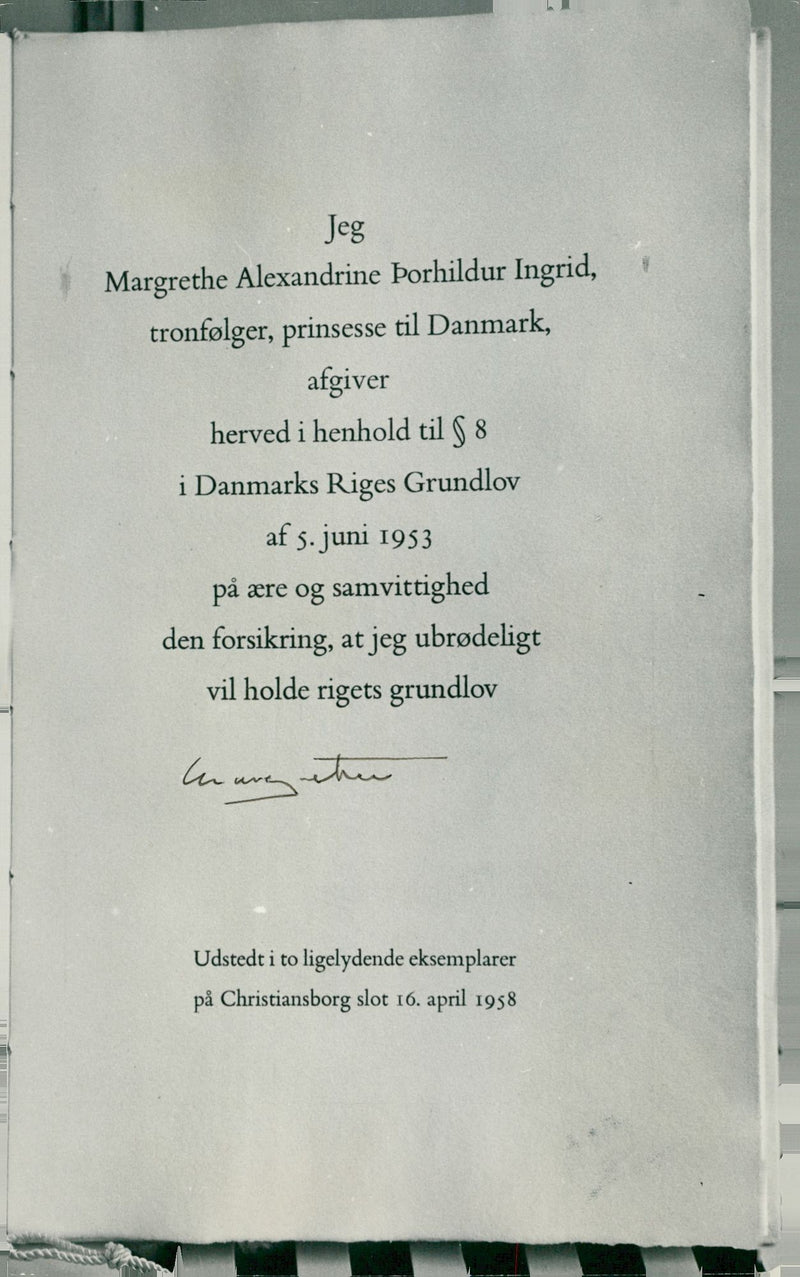 Jeg
Margrethe Alexandrine Þorhildur Ingrid,
tronfølger, prinsesse til Danmark,
afgiver
herved i henhold til § 8
i Danmarks Riges Grundlov
af 5. juni 1953
på ære og samvittighed
den forsikring, at jeg ubrødeligt
vil holde rigets grundlov
Margrethe
Udstedt i to ligelydende eksemplarer
på Christiansborg slot 16. april 1958